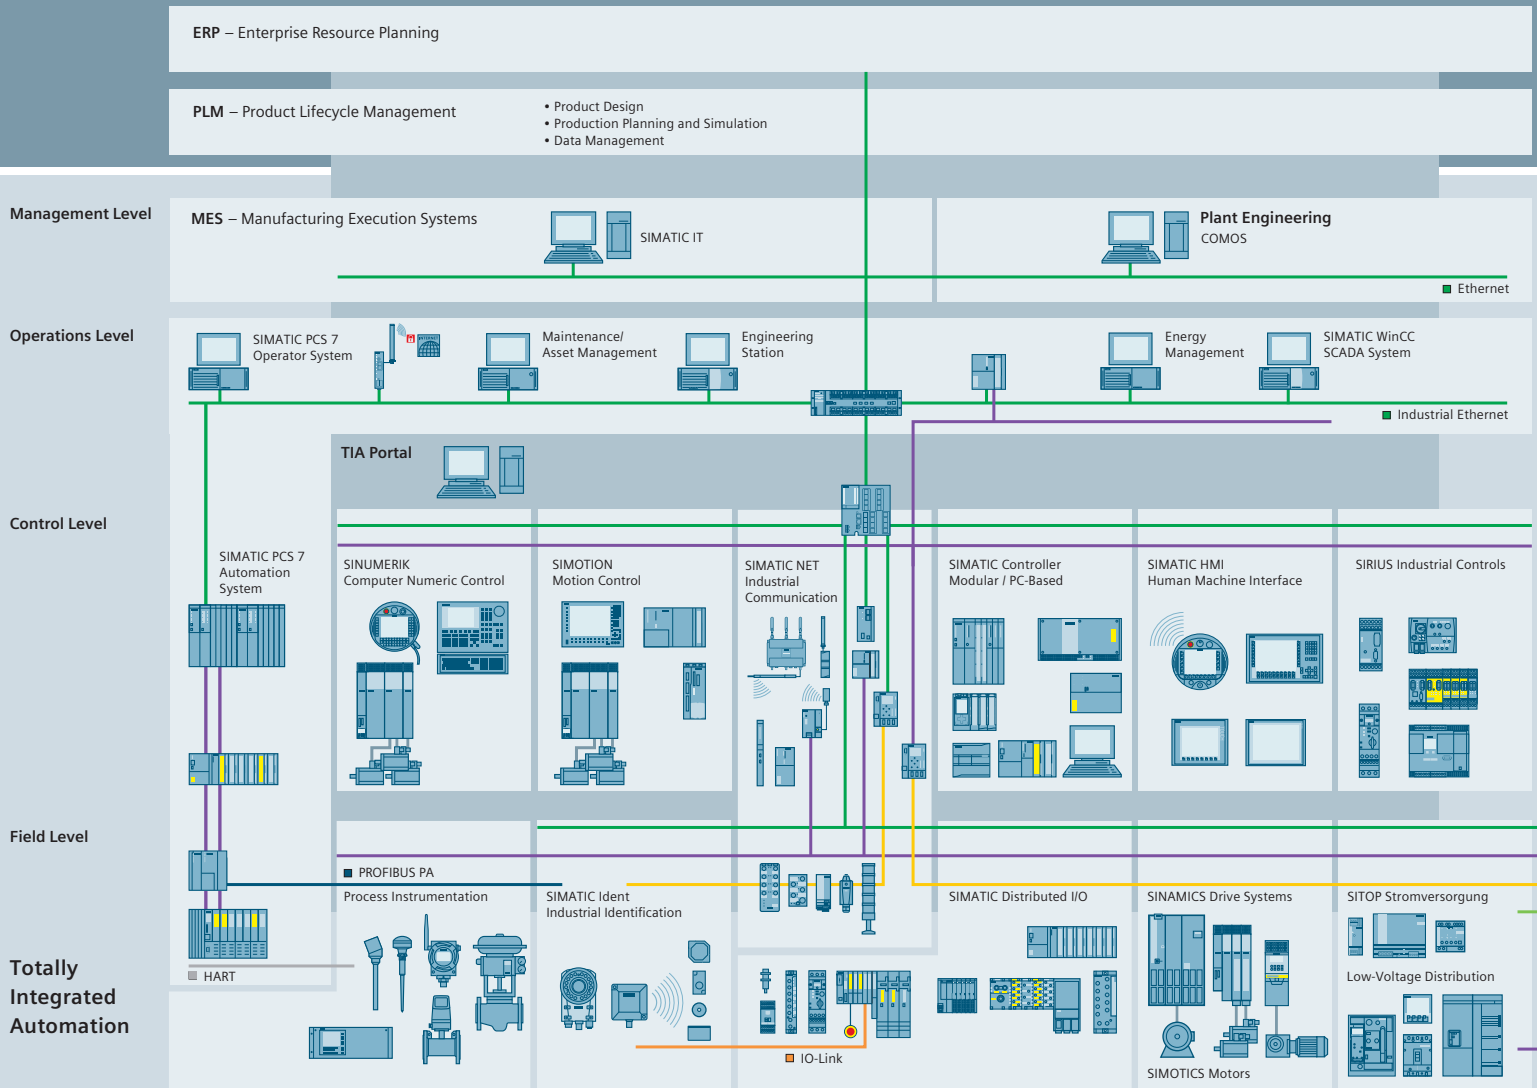 ERP – Enterprise Resource Planning
PLM – Product Lifecycle Management
• Product Design
• Production Planning and Simulation
• Data Management
Management Level
MES – Manufacturing Execution Systems
SIMATIC IT
Plant Engineering
COMOS
Ethernet
Operations Level
SIMATIC PCS 7
Operator System
INTERNET
Maintenance/
Asset Management
Engineering
Station
Energy
Management
SIMATIC WinCC
SCADA System
Industrial Ethernet
TIA Portal
Control Level
SIMATIC PCS 7
Automation
System
SINUMERIK
Computer Numeric Control
SIMOTION
Motion Control
SIMATIC NET
Industrial
Communication
SIMATIC Controller
Modular / PC-Based
SIMATIC HMI
Human Machine Interface
SIRIUS Industrial Controls
Field Level
PROFIBUS PA
Process Instrumentation
SIMATIC Ident
Industrial Identification
SIMATIC Distributed I/O
SINAMICS Drive Systems
SITOP Stromversorgung
HART
Low-Voltage Distribution
Totally
Integrated
Automation
IO-Link
SIMOTICS Motors